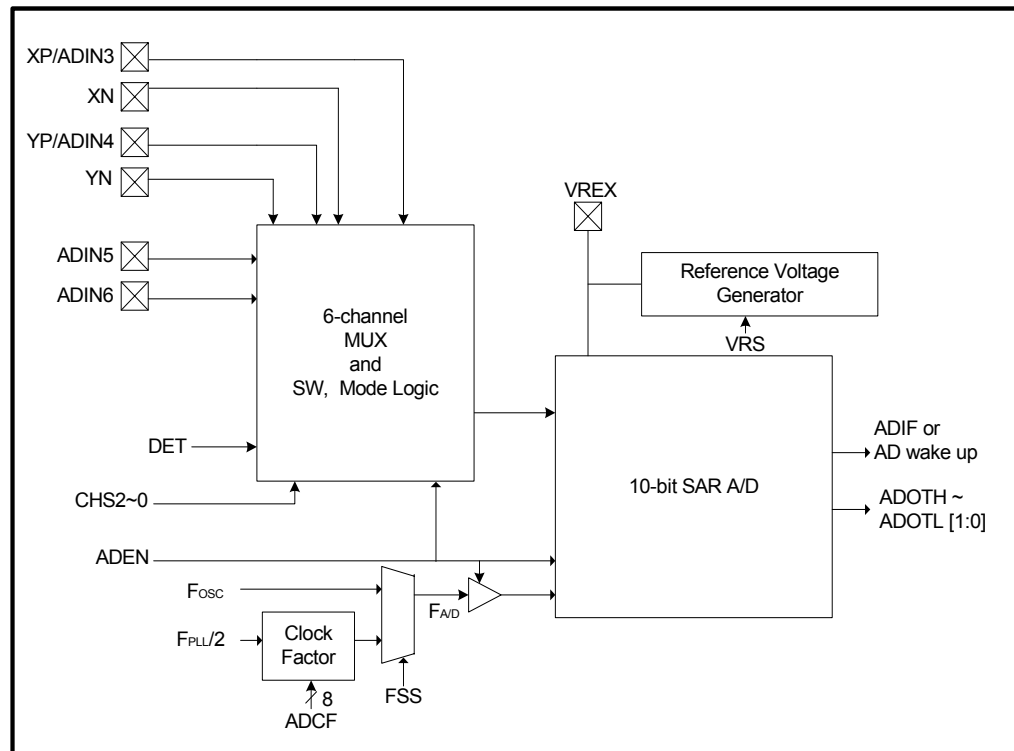 XP/ADIN3
XN
YP/ADIN4
YN
ADIN5
ADIN6
VREX
Reference Voltage
Generator
VRS
6-channel
MUX
and
SW, Mode Logic
DET
CHS2~0
ADEN
10-bit SAR A/D
ADIF or
AD wake up
ADOTH ~
ADOTL [1:0]
FOSC
FPLL/2
Clock
Factor
FA/D
FSS
8
ADCF